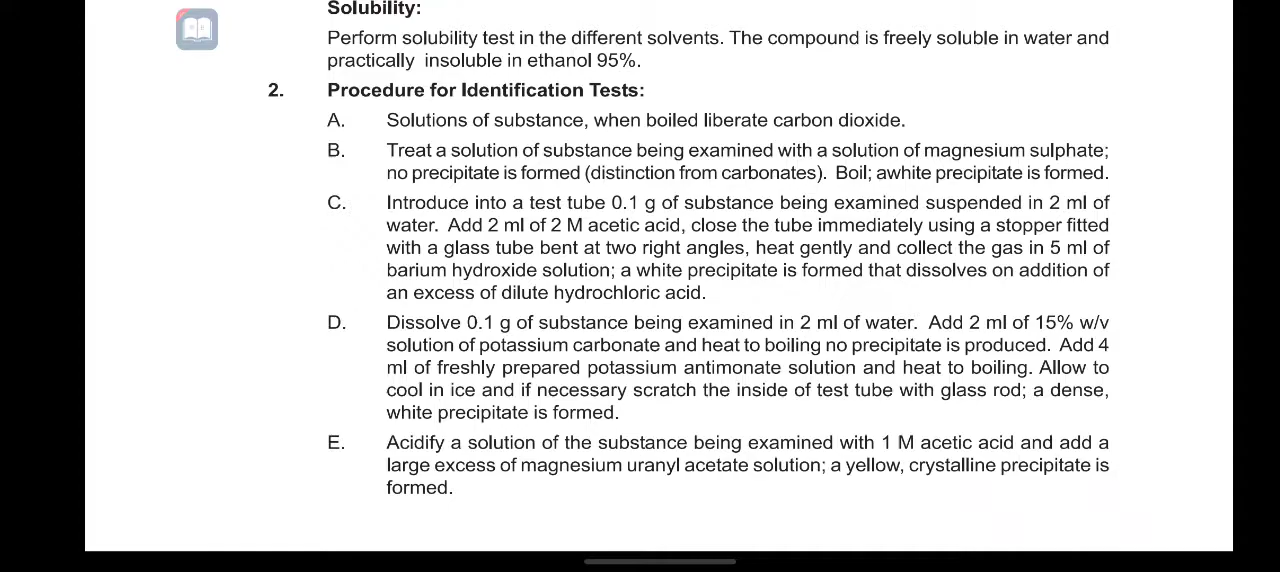 Solubility:
Perform solubility test in the different solvents. The compound is freely soluble in water and
practically insoluble in ethanol 95%.
2. Procedure for Identification Tests:
A. Solutions of substance, when boiled liberate carbon dioxide.
B. Treat a solution of substance being examined with a solution of magnesium sulphate;
no precipitate is formed (distinction from carbonates). Boil; awhite precipitate is formed.
C. Introduce into a test tube 0.1 g of substance being examined suspended in 2 ml of
water. Add 2 ml of 2 M acetic acid, close the tube immediately using a stopper fitted
with a glass tube bent at two right angles, heat gently and collect the gas in 5 ml of
barium hydroxide solution; a white precipitate is formed that dissolves on addition of
an excess of dilute hydrochloric acid.
D. Dissolve 0.1 g of substance being examined in 2 ml of water. Add 2 ml of 15% w/v
solution of potassium carbonate and heat to boiling no precipitate is produced. Add 4
ml of freshly prepared potassium antimonate solution and heat to boiling. Allow to
cool in ice and if necessary scratch the inside of test tube with glass rod; a dense,
white precipitate is formed.
E. Acidify a solution of the substance being examined with 1 M acetic acid and add a
large excess of magnesium uranyl acetate solution; a yellow, crystalline precipitate is
formed.